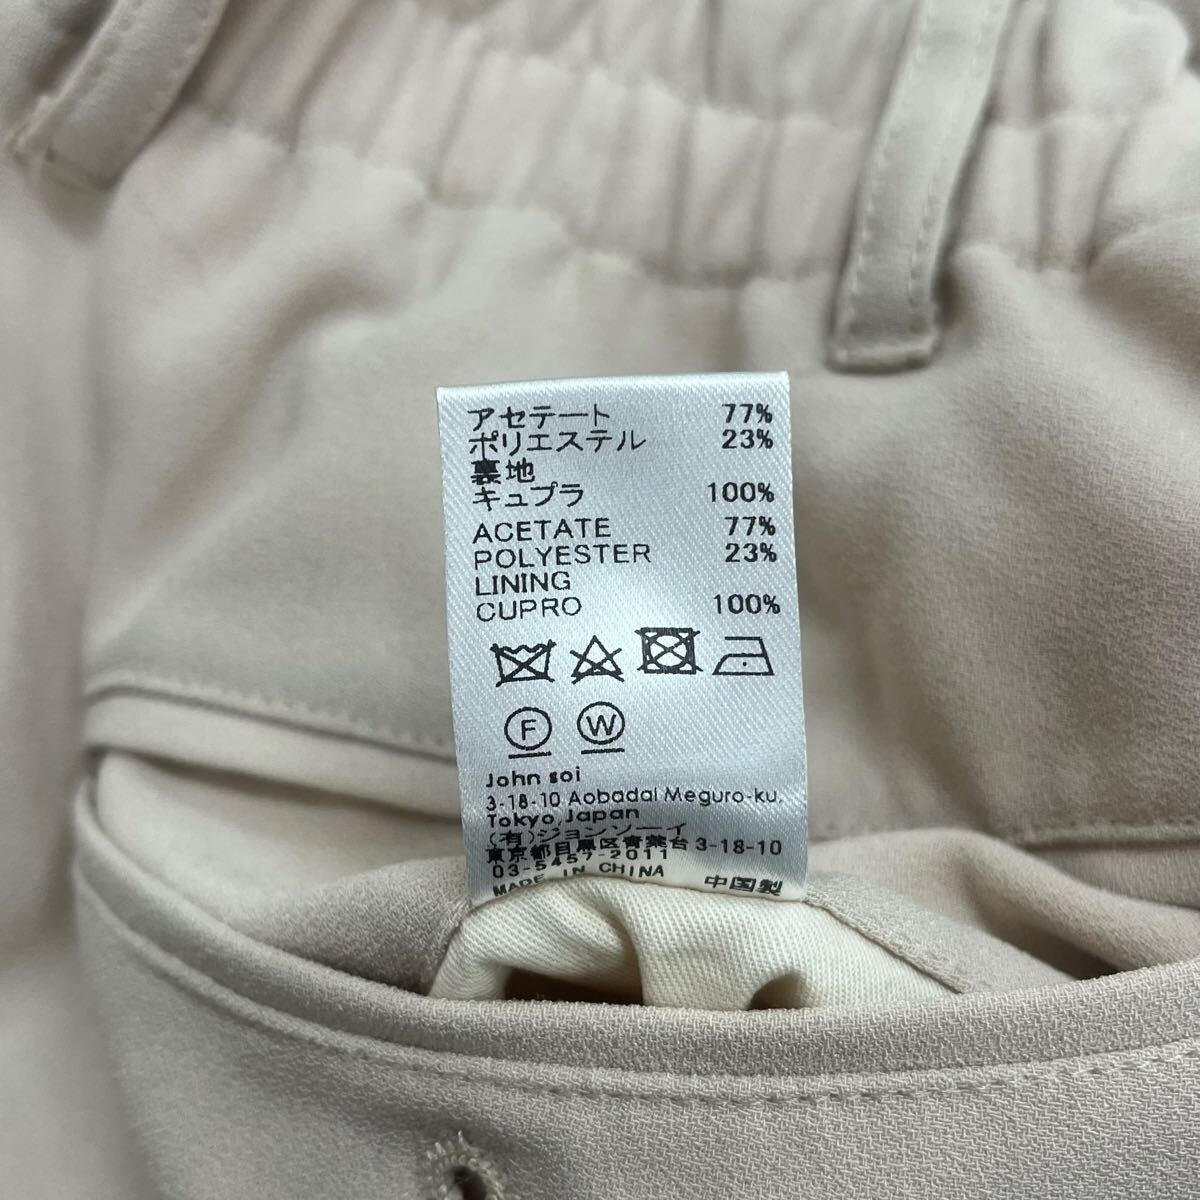 アセテート 77%
ポリエステル 23%
裏地
キュプラ 100%
ACETATE 77%
POLYESTER 23%
LINING
CUPRO 100%
F W
John soi
3-18-10 Aobadai Meguro-ku,
Tokyo,Japan
(有)ジョンソーイ
東京都目黒区青葉台3-18-10
03-5457-2011
MADE IN CHINA 中国製